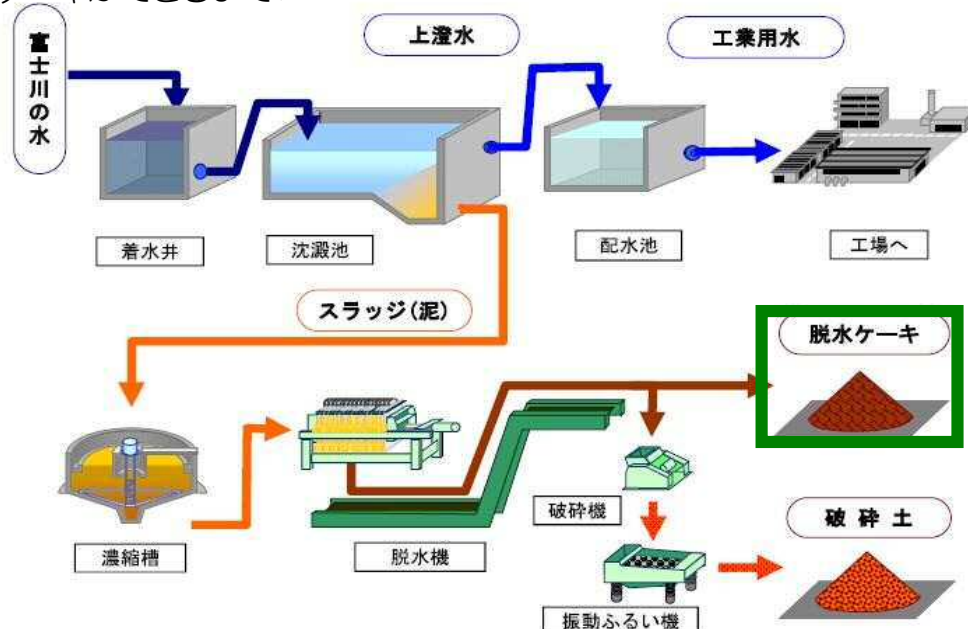 富士川の水
上澄水
工業用水
着水井
沈澱池
配水池
工場へ
スラッジ(泥)
脱水ケーキ
濃縮槽
脱水機
破砕機
破砕土
振動ふるい機